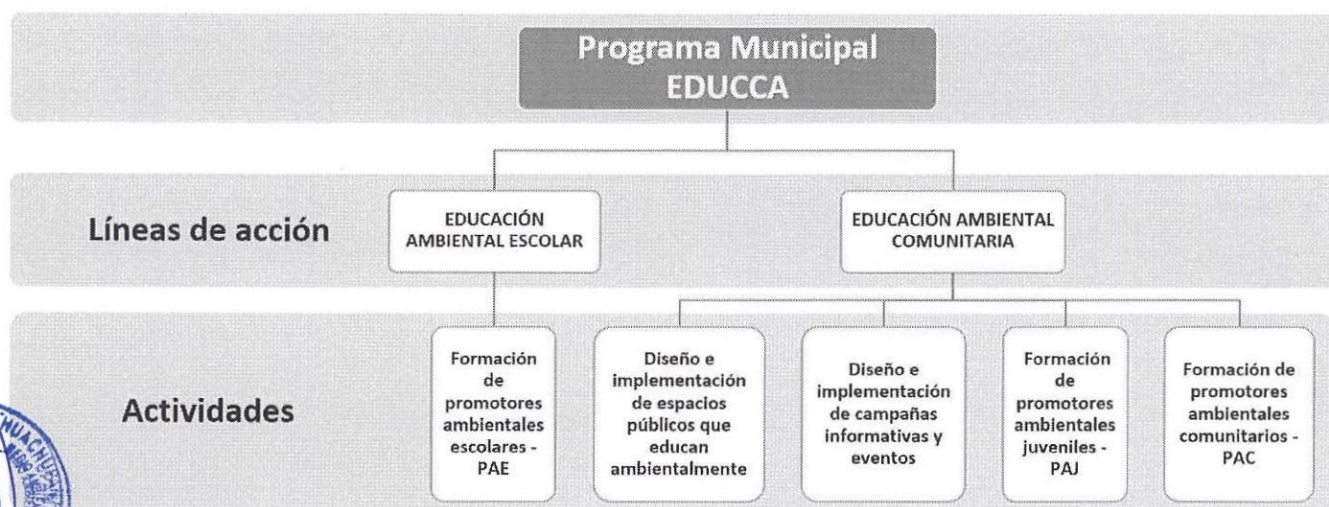 Programa Municipal
EDUCCA
Líneas de acción
EDUCACIÓN
AMBIENTAL ESCOLAR
EDUCACIÓN AMBIENTAL
COMUNITARIA
Actividades
Formación
de
promotores
ambientales
escolares -
PAE
Diseño e
implementación
de espacios
públicos que
educan
ambientalmente
Diseño e
implementación
de campañas
informativas y
eventos
Formación
de
promotores
ambientales
juveniles -
PAJ
Formación de
promotores
ambientales
comunitarios -
PAC